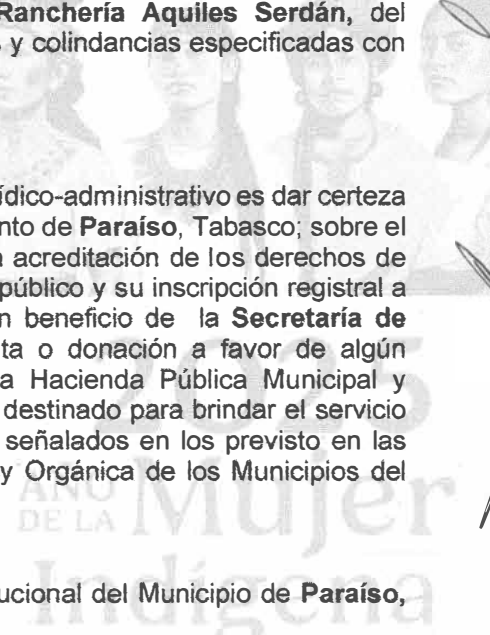 Ranchería Aquiles Serdán, del
y colindancias especificadas con
ídico-administrativo es dar certeza
nto de Paraíso, Tabasco; sobre el
acreditación de los derechos de
público y su inscripción registral a
n beneficio de la Secretaría de
ta o donación a favor de algún
a Hacienda Pública Municipal y
destinado para brindar el servicio
señalados en los previsto en las
y Orgánica de los Municipios del
2025
AÑO
DE LA Mujer
Indígena
ucional del Municipio de Paraíso,